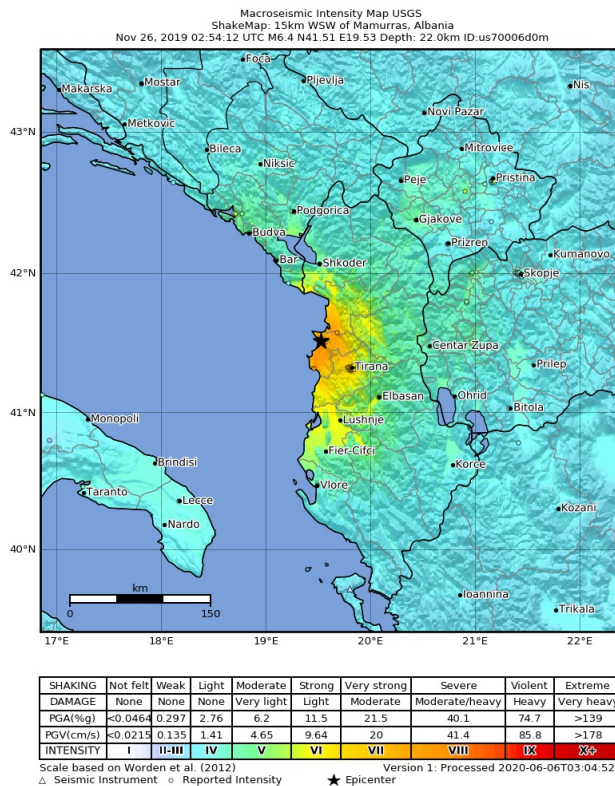 Macroseismic Intensity Map USGS
ShakeMap: 15km WSW of Mamurras, Albania
Nov 26, 2019 02:54:12 UTC M6.4 N41.51 E19.53 Depth: 22.0km ID:us70006d0m
Foca
Pljevlja
Nis
Makarska
Mostar
Novi Pazar
Metkovic
43°N
Bileca
Mitrovice
Niksic
Peje
Pristina
Podgorica
Gjakove
Budva
Prizren
Kumanovo
Bar
Shkoder
42°N
Skopje
Centar Zupa
Tirana
Prilep
Elbasan
Ohrid
Bitola
41°N
Monopoli
Lushnje
Fier-Cifci
Brindisi
Korce
Taranto
Lecce
Vlore
Kozani
Nardo
40°N
km
0 150
Ioannina
Trikala
17°E 18°E 19°E 20°E 21°E 22°E
SHAKING Not felt Weak Light Moderate Strong Very strong Severe Violent Extreme
DAMAGE None None None Very light Light Moderate Moderate/heavy Heavy Very heavy
PGA(%g) <0.0464 0.297 2.76 6.2 11.5 21.5 40.1 74.7 >139
PGV(cm/s) <0.0215 0.135 1.41 4.65 9.64 20 41.4 85.8 >178
INTENSITY I II-III IV V VI VII VIII IX X+
Scale based on Worden et al. (2012) Version 1: Processed 2020-06-06T03:04:52
△ Seismic Instrument ○ Reported Intensity ★ Epicenter